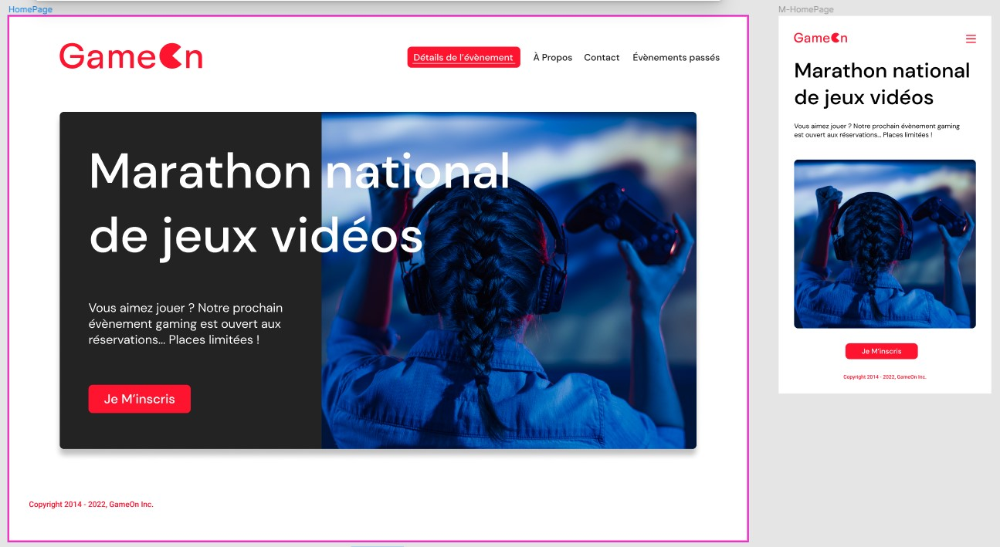 HomePage
GameOn
Détails de l’évènement
À Propos
Contact
Évènements passés
Marathon national
de jeux vidéos
Vous aimez jouer ? Notre prochain
évènement gaming est ouvert aux
réservations... Places limitées !
Je M’inscris
Copyright 2014 - 2022, GameOn Inc.
M-HomePage
GameOn
Marathon national
de jeux vidéos
Vous aimez jouer ? Notre prochain évènement gaming
est ouvert aux réservations... Places limitées !
Je M’inscris
Copyright 2014 - 2022, GameOn Inc.